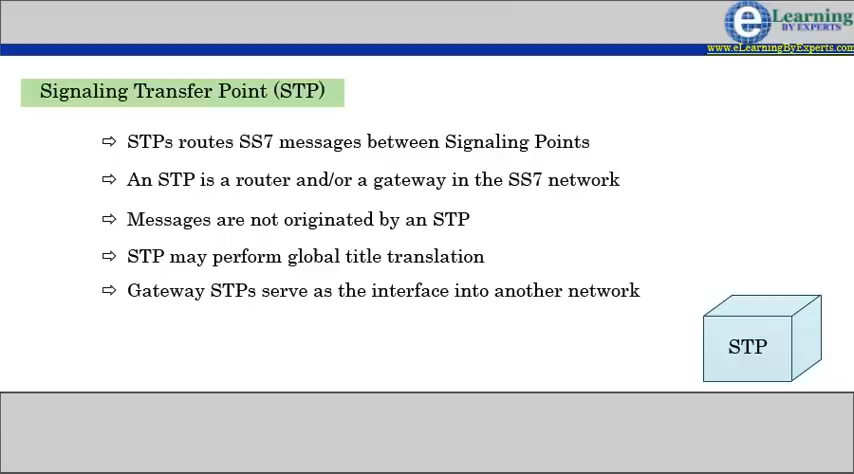 eLearning
BY EXPERTS
www.eLearningByExperts.com
Signaling Transfer Point (STP)
⇨ STPs routes SS7 messages between Signaling Points
⇨ An STP is a router and/or a gateway in the SS7 network
⇨ Messages are not originated by an STP
⇨ STP may perform global title translation
⇨ Gateway STPs serve as the interface into another network
STP